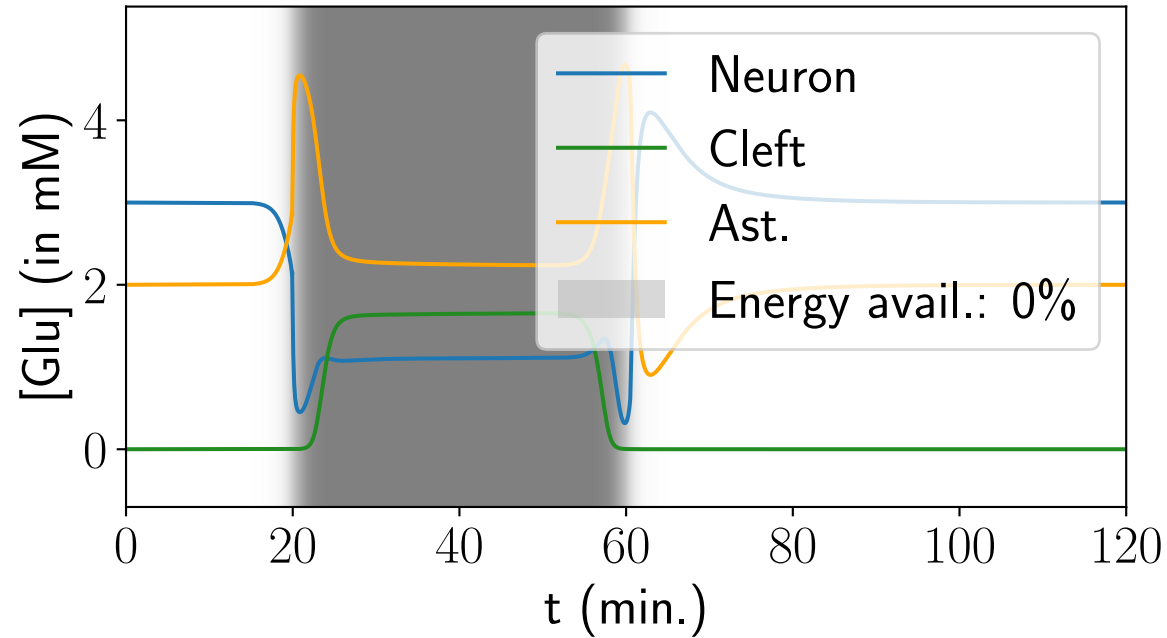 [Glu] (in mM)
4
2
0
Neuron
Cleft
Ast.
Energy avail.: 0%
0 20 40 60 80 100 120
t (min.)